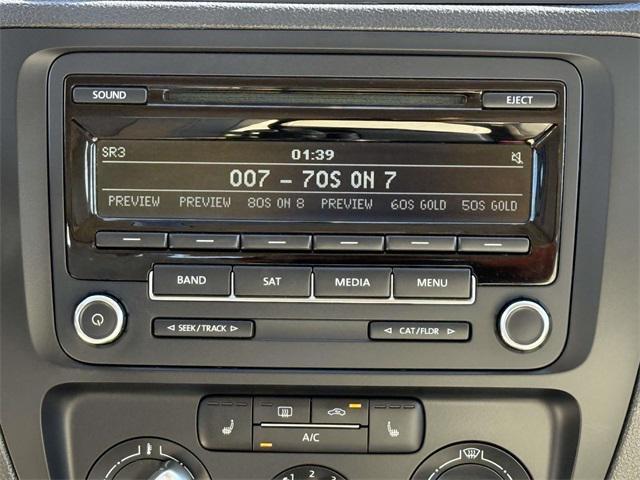 SOUND EJECT
SR3 01:39
007 - 70S ON 7
PREVIEW PREVIEW 80S ON 8 PREVIEW 60S GOLD 50S GOLD
BAND SAT MEDIA MENU
SEEK/TRACK CAT/FLDR
A/C
2